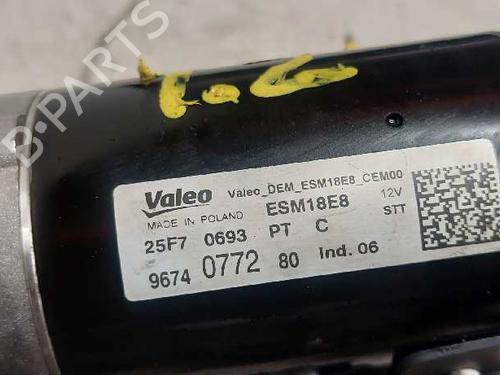 1.6
B-PARTS
Valeo Valeo_DEM_ESM18E8_CEM00
MADE IN POLAND ESM18E8 12V
25F7 0693 PT C STT
9674 0772 80 Ind. 06